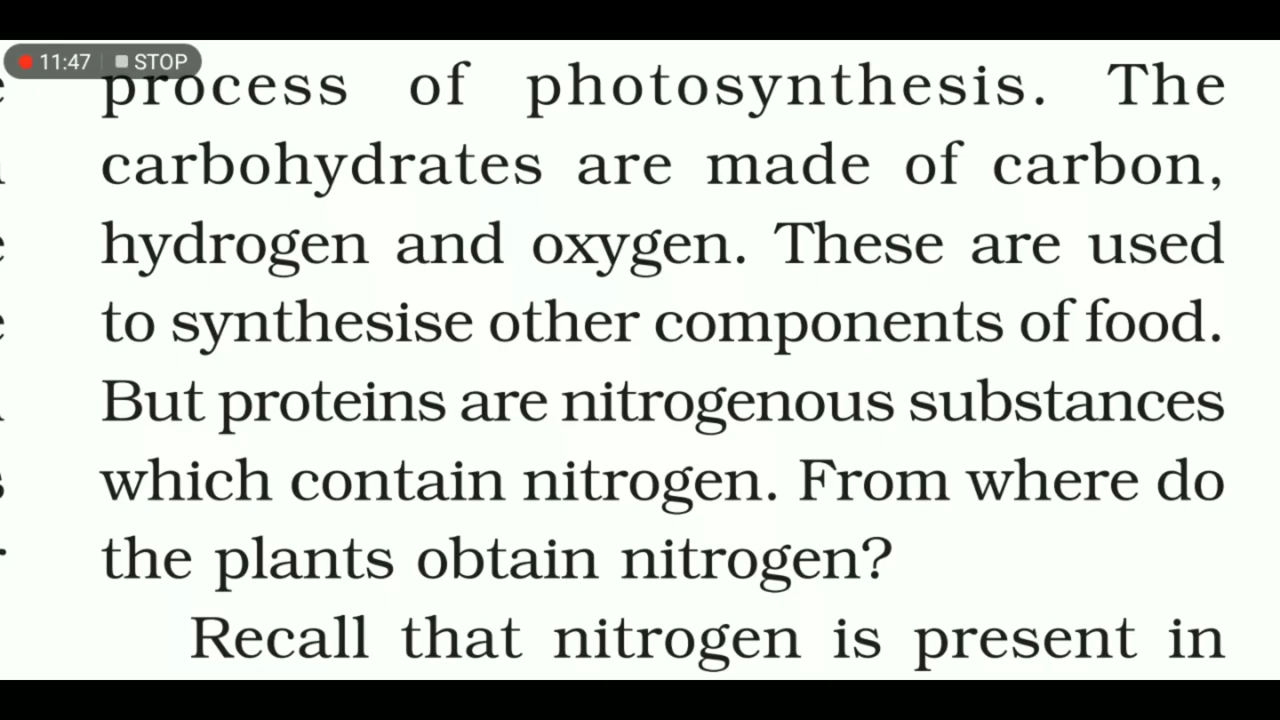 11:47 STOP
process of photosynthesis. The
carbohydrates are made of carbon,
hydrogen and oxygen. These are used
to synthesise other components of food.
But proteins are nitrogenous substances
which contain nitrogen. From where do
the plants obtain nitrogen?
Recall that nitrogen is present in